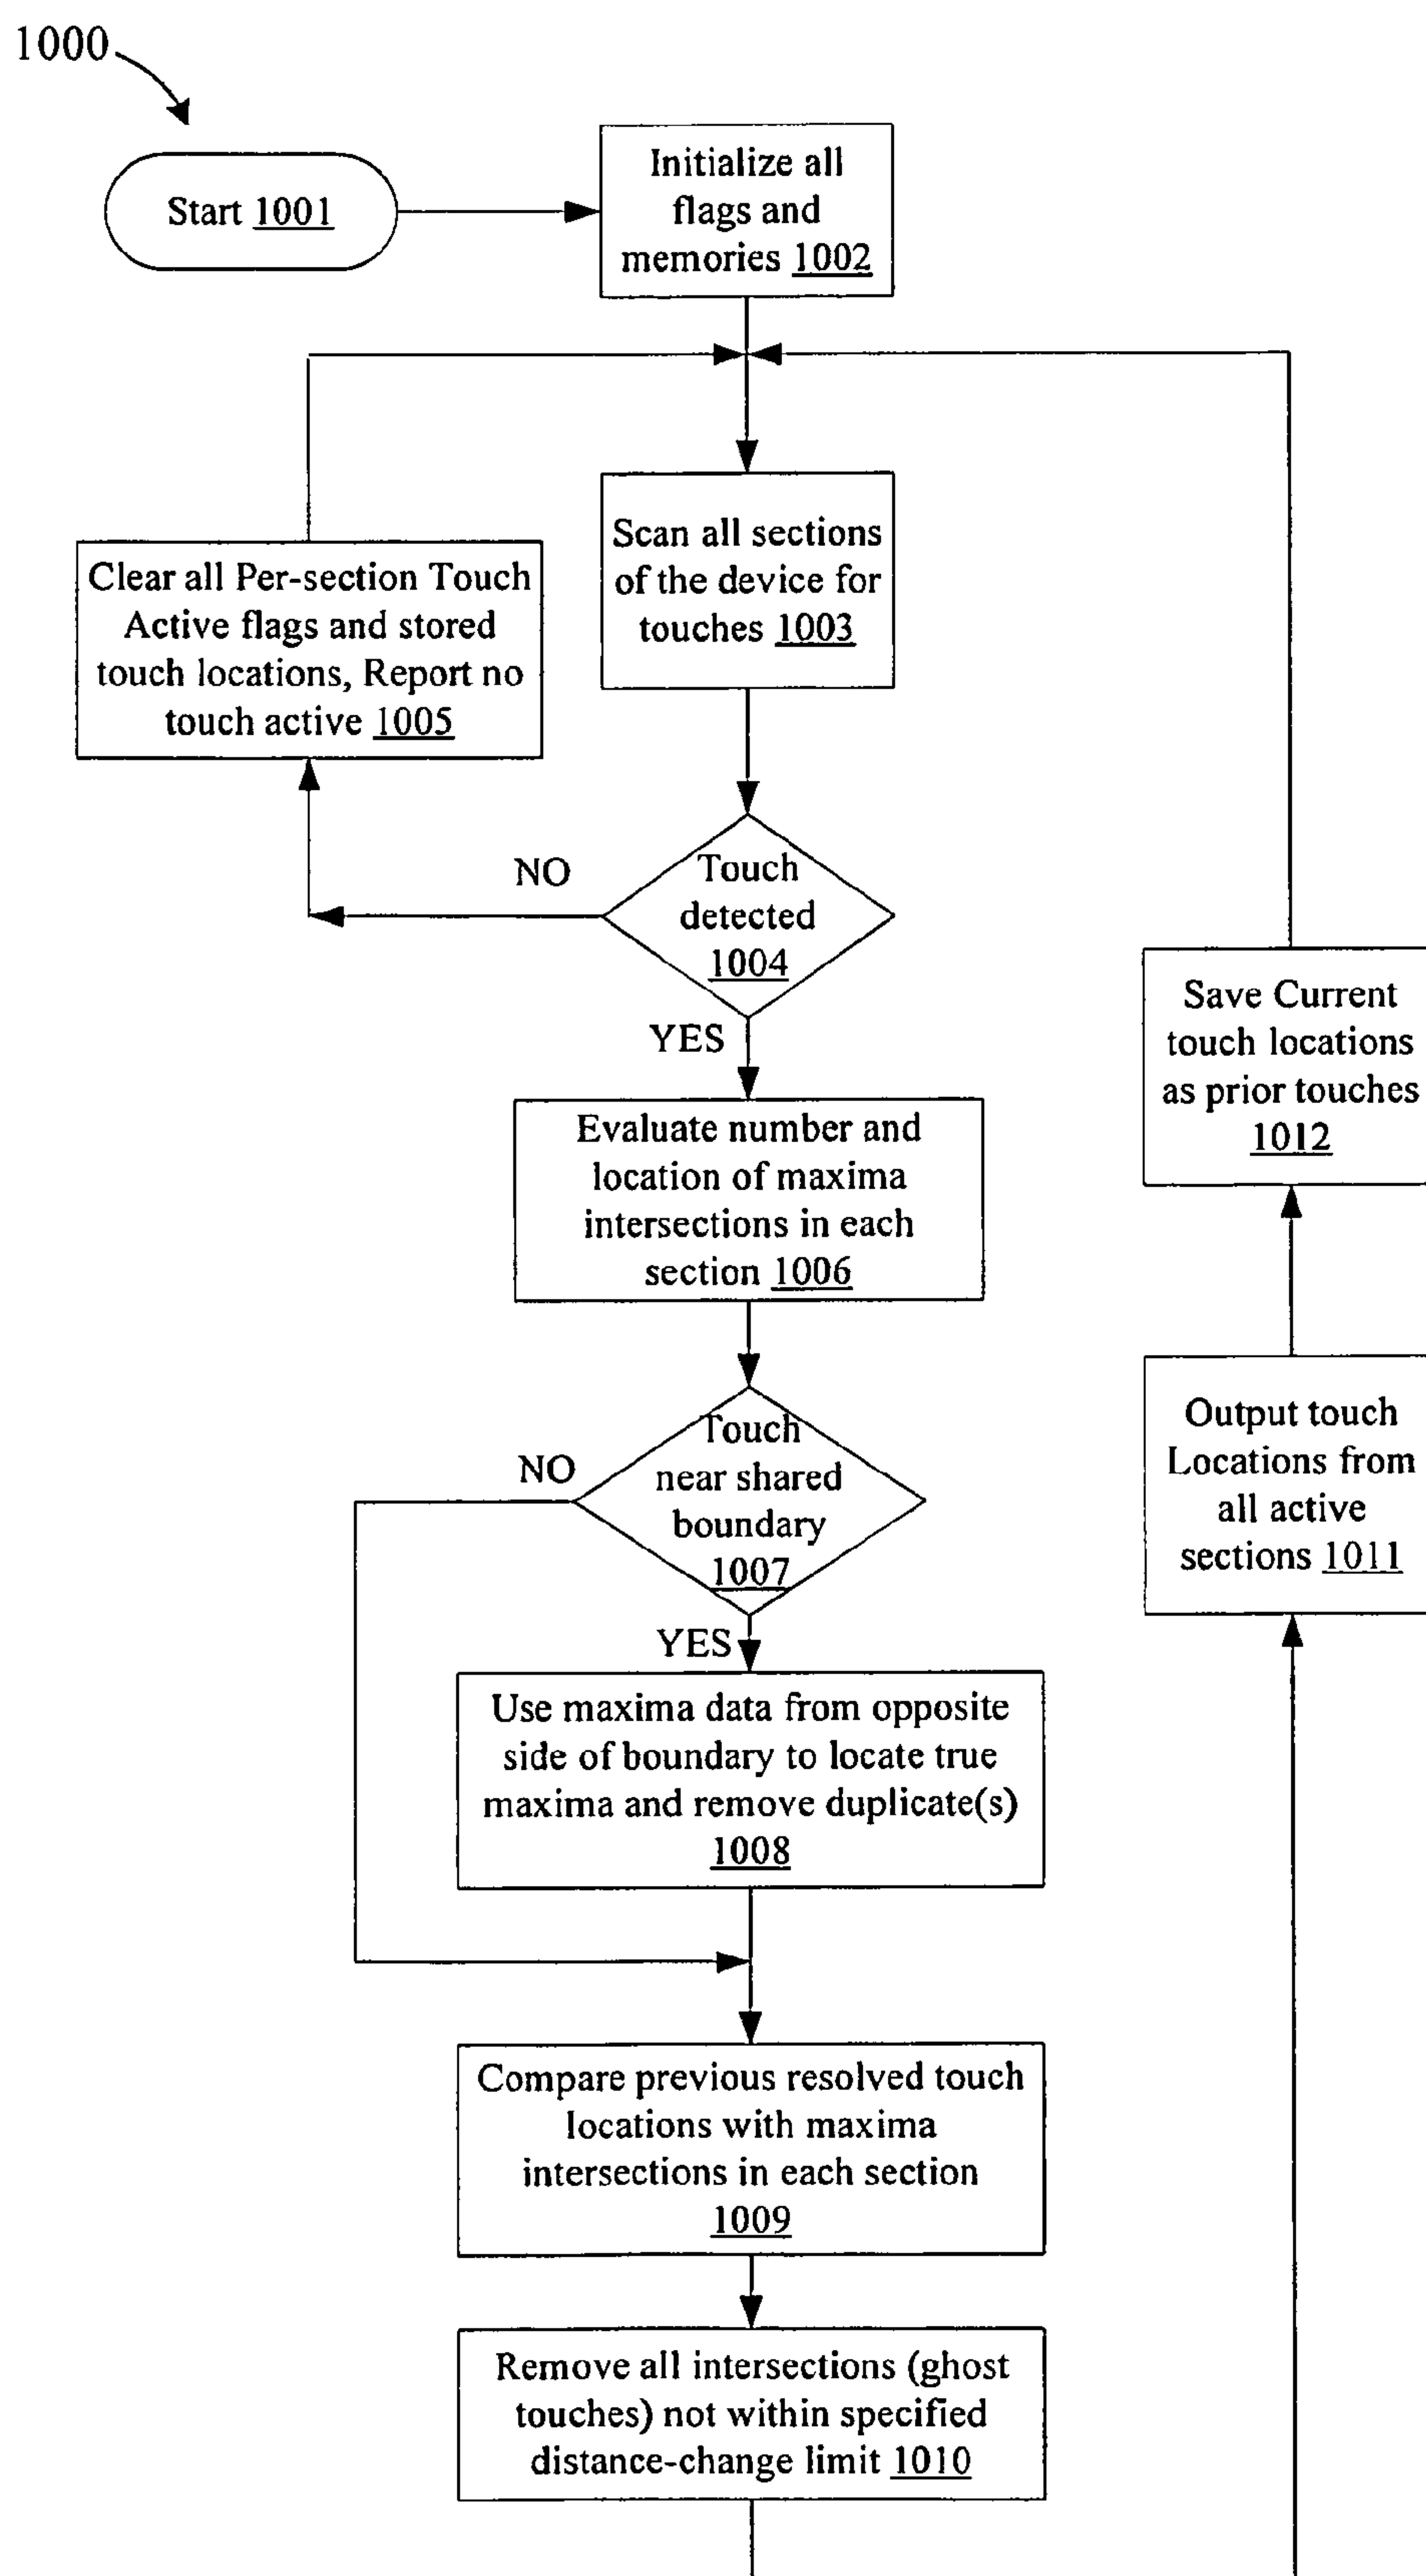 1000
Start 1001
Initialize all
flags and
memories 1002
Scan all sections
of the device for
touches 1003
Clear all Per-section Touch
Active flags and stored
touch locations, Report no
touch active 1005
NO
Touch
detected
1004
YES
Evaluate number and
location of maxima
intersections in each
section 1006
NO
Touch
near shared
boundary
1007
YES
Use maxima data from opposite
side of boundary to locate true
maxima and remove duplicate(s)
1008
Compare previous resolved touch
locations with maxima
intersections in each section
1009
Remove all intersections (ghost
touches) not within specified
distance-change limit 1010
Output touch
Locations from
all active
sections 1011
Save Current
touch locations
as prior touches
1012